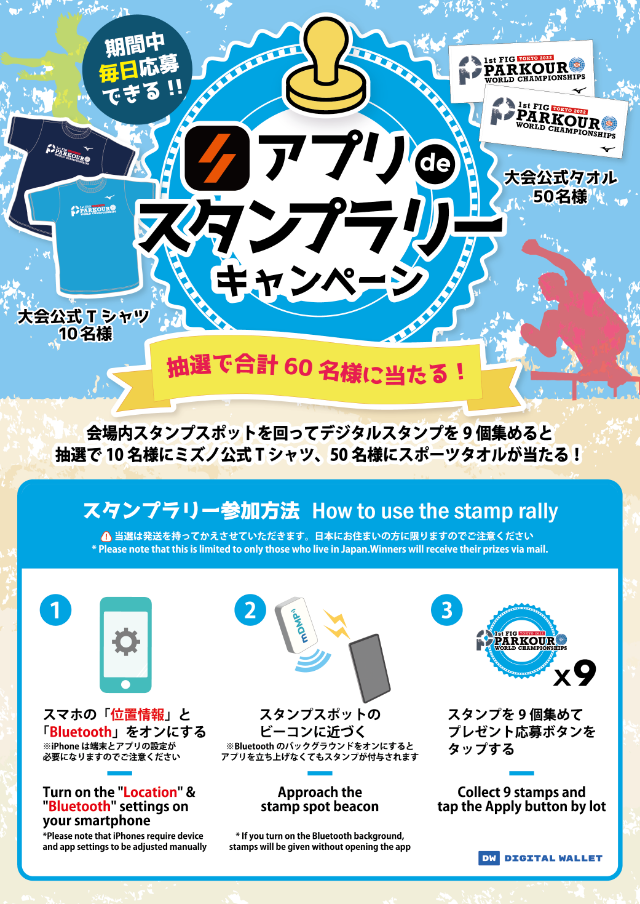 期間中
毎日応募
できる!!
1st FIG TOKYO 2022
PARKOUR
WORLD CHAMPIONSHIPS
1st FIG TOKYO 2022
PARKOUR
WORLD CHAMPIONSHIPS
大会公式タオル
50名様
PARKOUR
PARKOUR
大会公式Tシャツ
10名様
アプリ de
スタンプラリー
キャンペーン
抽選で合計60名様に当たる!
会場内スタンプスポットを回ってデジタルスタンプを9個集めると
抽選で10名様にミズノ公式Tシャツ、50名様にスポーツタオルが当たる!
スタンプラリー参加方法 How to use the stamp rally
当選は発送を持ってかえさせていただきます。日本にお住まいの方に限りますのでご注意ください
* Please note that this is limited to only those who live in Japan.Winners will receive their prizes via mail.
1
スマホの「位置情報」と
「Bluetooth」をオンにする
※iPhoneは端末とアプリの設定が
必要になりますのでご注意ください
Turn on the "Location" &
"Bluetooth" settings on
your smartphone
*Please note that iPhones require device
and app settings to be adjusted manually
2
スタンプスポットの
ビーコンに近づく
※Bluetoothのバックグラウンドをオンにすると
アプリを立ち上げなくてもスタンプが付与されます
Approach the
stamp spot beacon
* If you turn on the Bluetooth background,
stamps will be given without opening the app
3
1st FIG
PARKOUR
WORLD CHAMPIONSHIPS
x9
スタンプを9個集めて
プレゼント応募ボタンを
タップする
Collect 9 stamps and
tap the Apply button by lot
DW DIGITAL WALLET